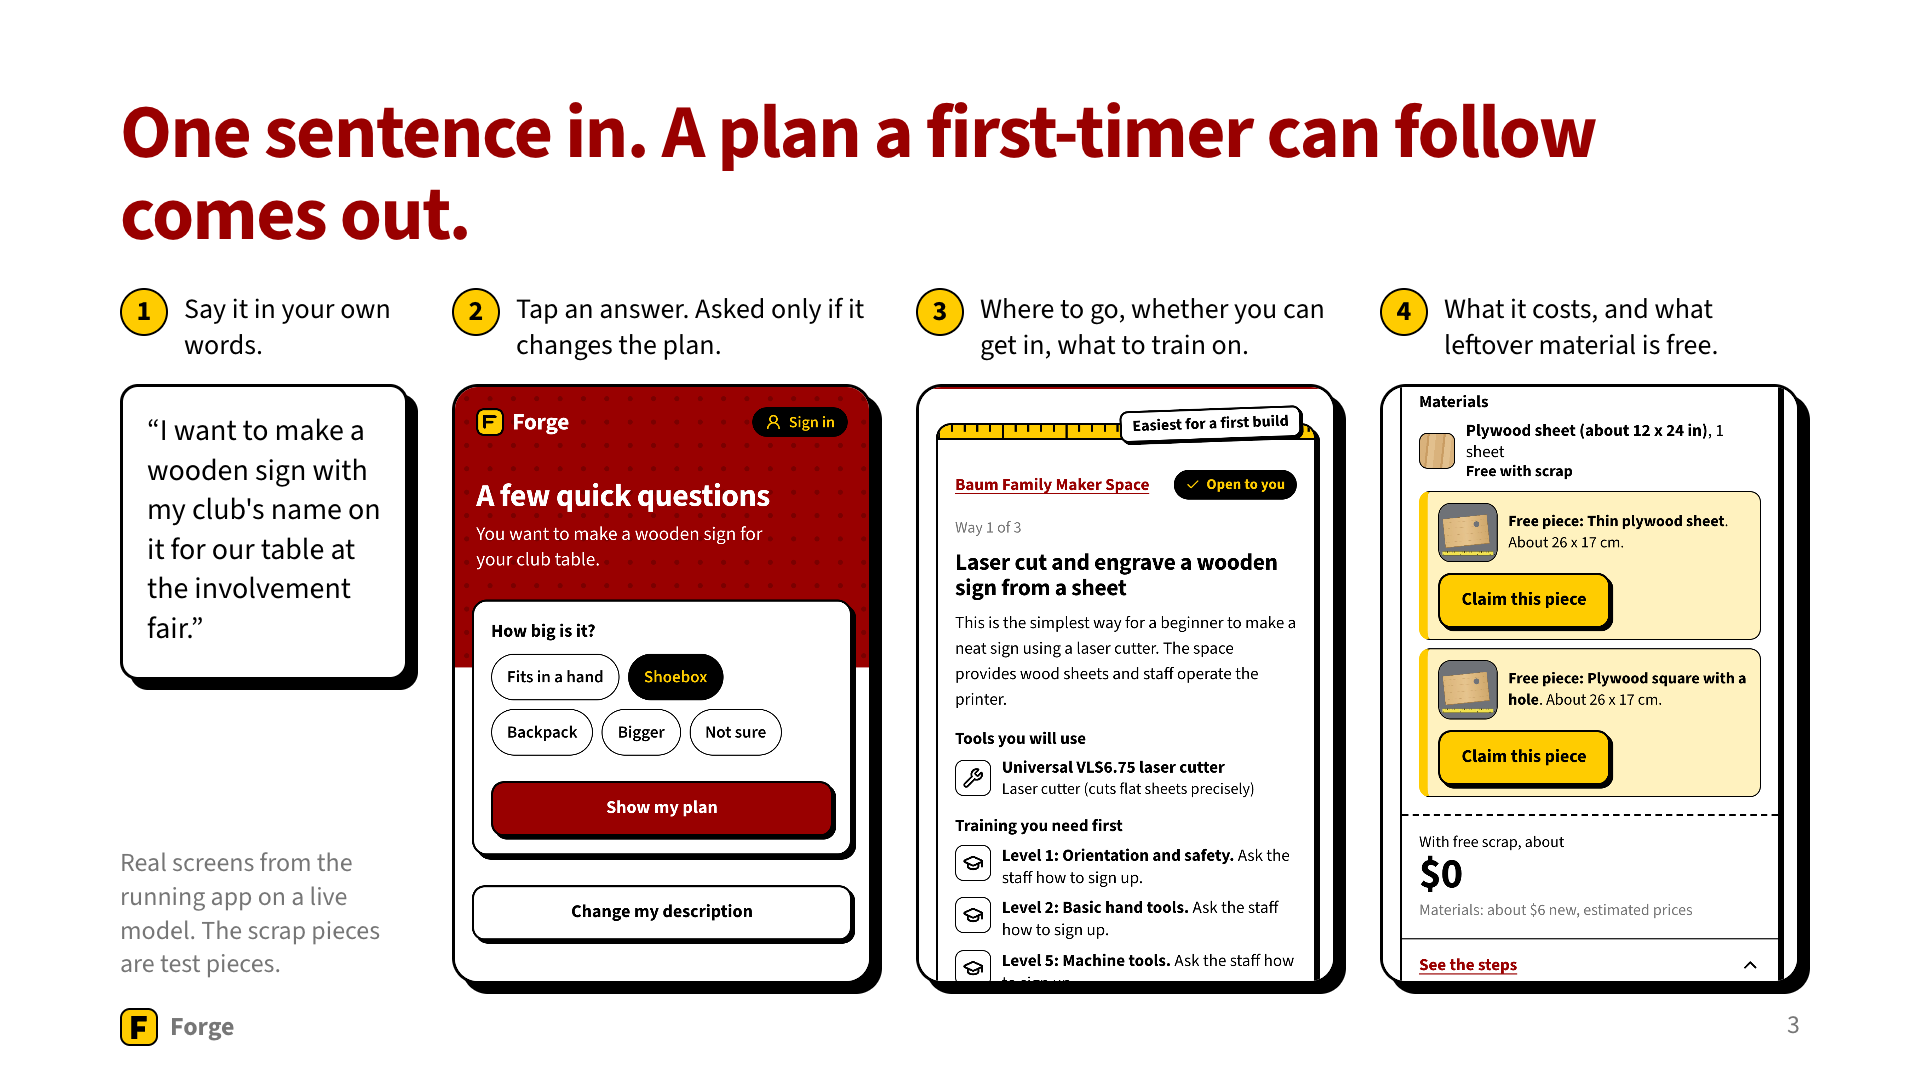 One sentence in. A plan a first-timer can follow
comes out.
1
Say it in your own
words.
“I want to make a
wooden sign with
my club's name on
it for our table at
the involvement
fair.”
Real screens from the
running app on a live
model. The scrap pieces
are test pieces.
2
Tap an answer. Asked only if it
changes the plan.
Forge
Sign in
A few quick questions
You want to make a wooden sign for
your club table.
How big is it?
Fits in a hand
Shoebox
Backpack
Bigger
Not sure
Show my plan
Change my description
3
Where to go, whether you can
get in, what to train on.
Easiest for a first build
Baum Family Maker Space
Open to you
Way 1 of 3
Laser cut and engrave a wooden
sign from a sheet
This is the simplest way for a beginner to make a
neat sign using a laser cutter. The space
provides wood sheets and staff operate the
printer.
Tools you will use
Universal VLS6.75 laser cutter
Laser cutter (cuts flat sheets precisely)
Training you need first
Level 1: Orientation and safety. Ask the
staff how to sign up.
Level 2: Basic hand tools. Ask the staff
how to sign up.
Level 5: Machine tools. Ask the staff how
4
What it costs, and what
leftover material is free.
Materials
Plywood sheet (about 12 x 24 in), 1
sheet
Free with scrap
Free piece: Thin plywood sheet.
About 26 x 17 cm.
Claim this piece
Free piece: Plywood square with a
hole. About 26 x 17 cm.
Claim this piece
With free scrap, about
$0
Materials: about $6 new, estimated prices
See the steps
F Forge
3